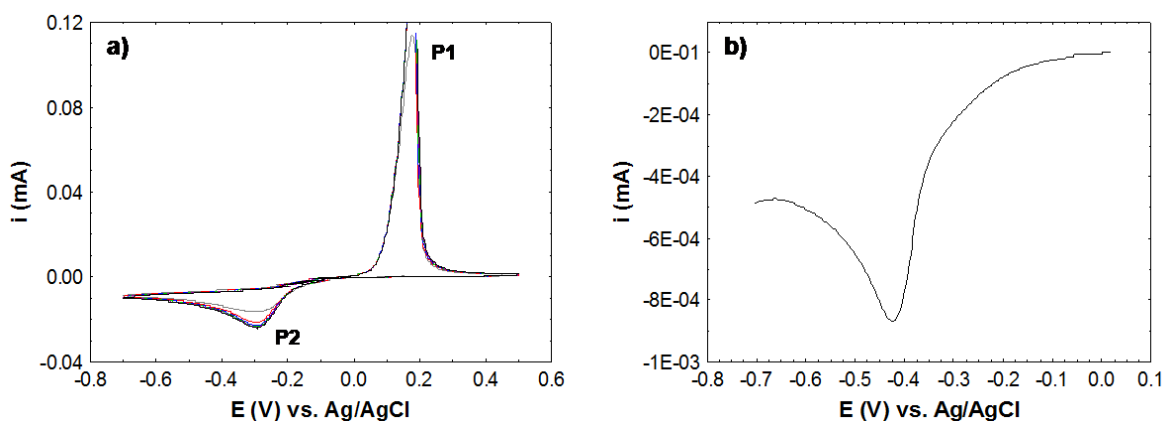 a)
P1
P2
0.12
0.08
0.04
0.00
-0.04
i (mA)
-0.8 -0.6 -0.4 -0.2 0.0 0.2 0.4 0.6
E (V) vs. Ag/AgCl
b)
0E-01
-2E-04
-4E-04
-6E-04
-8E-04
-1E-03
i (mA)
-0.8 -0.7 -0.6 -0.5 -0.4 -0.3 -0.2 -0.1 0.0 0.1
E (V) vs. Ag/AgCl